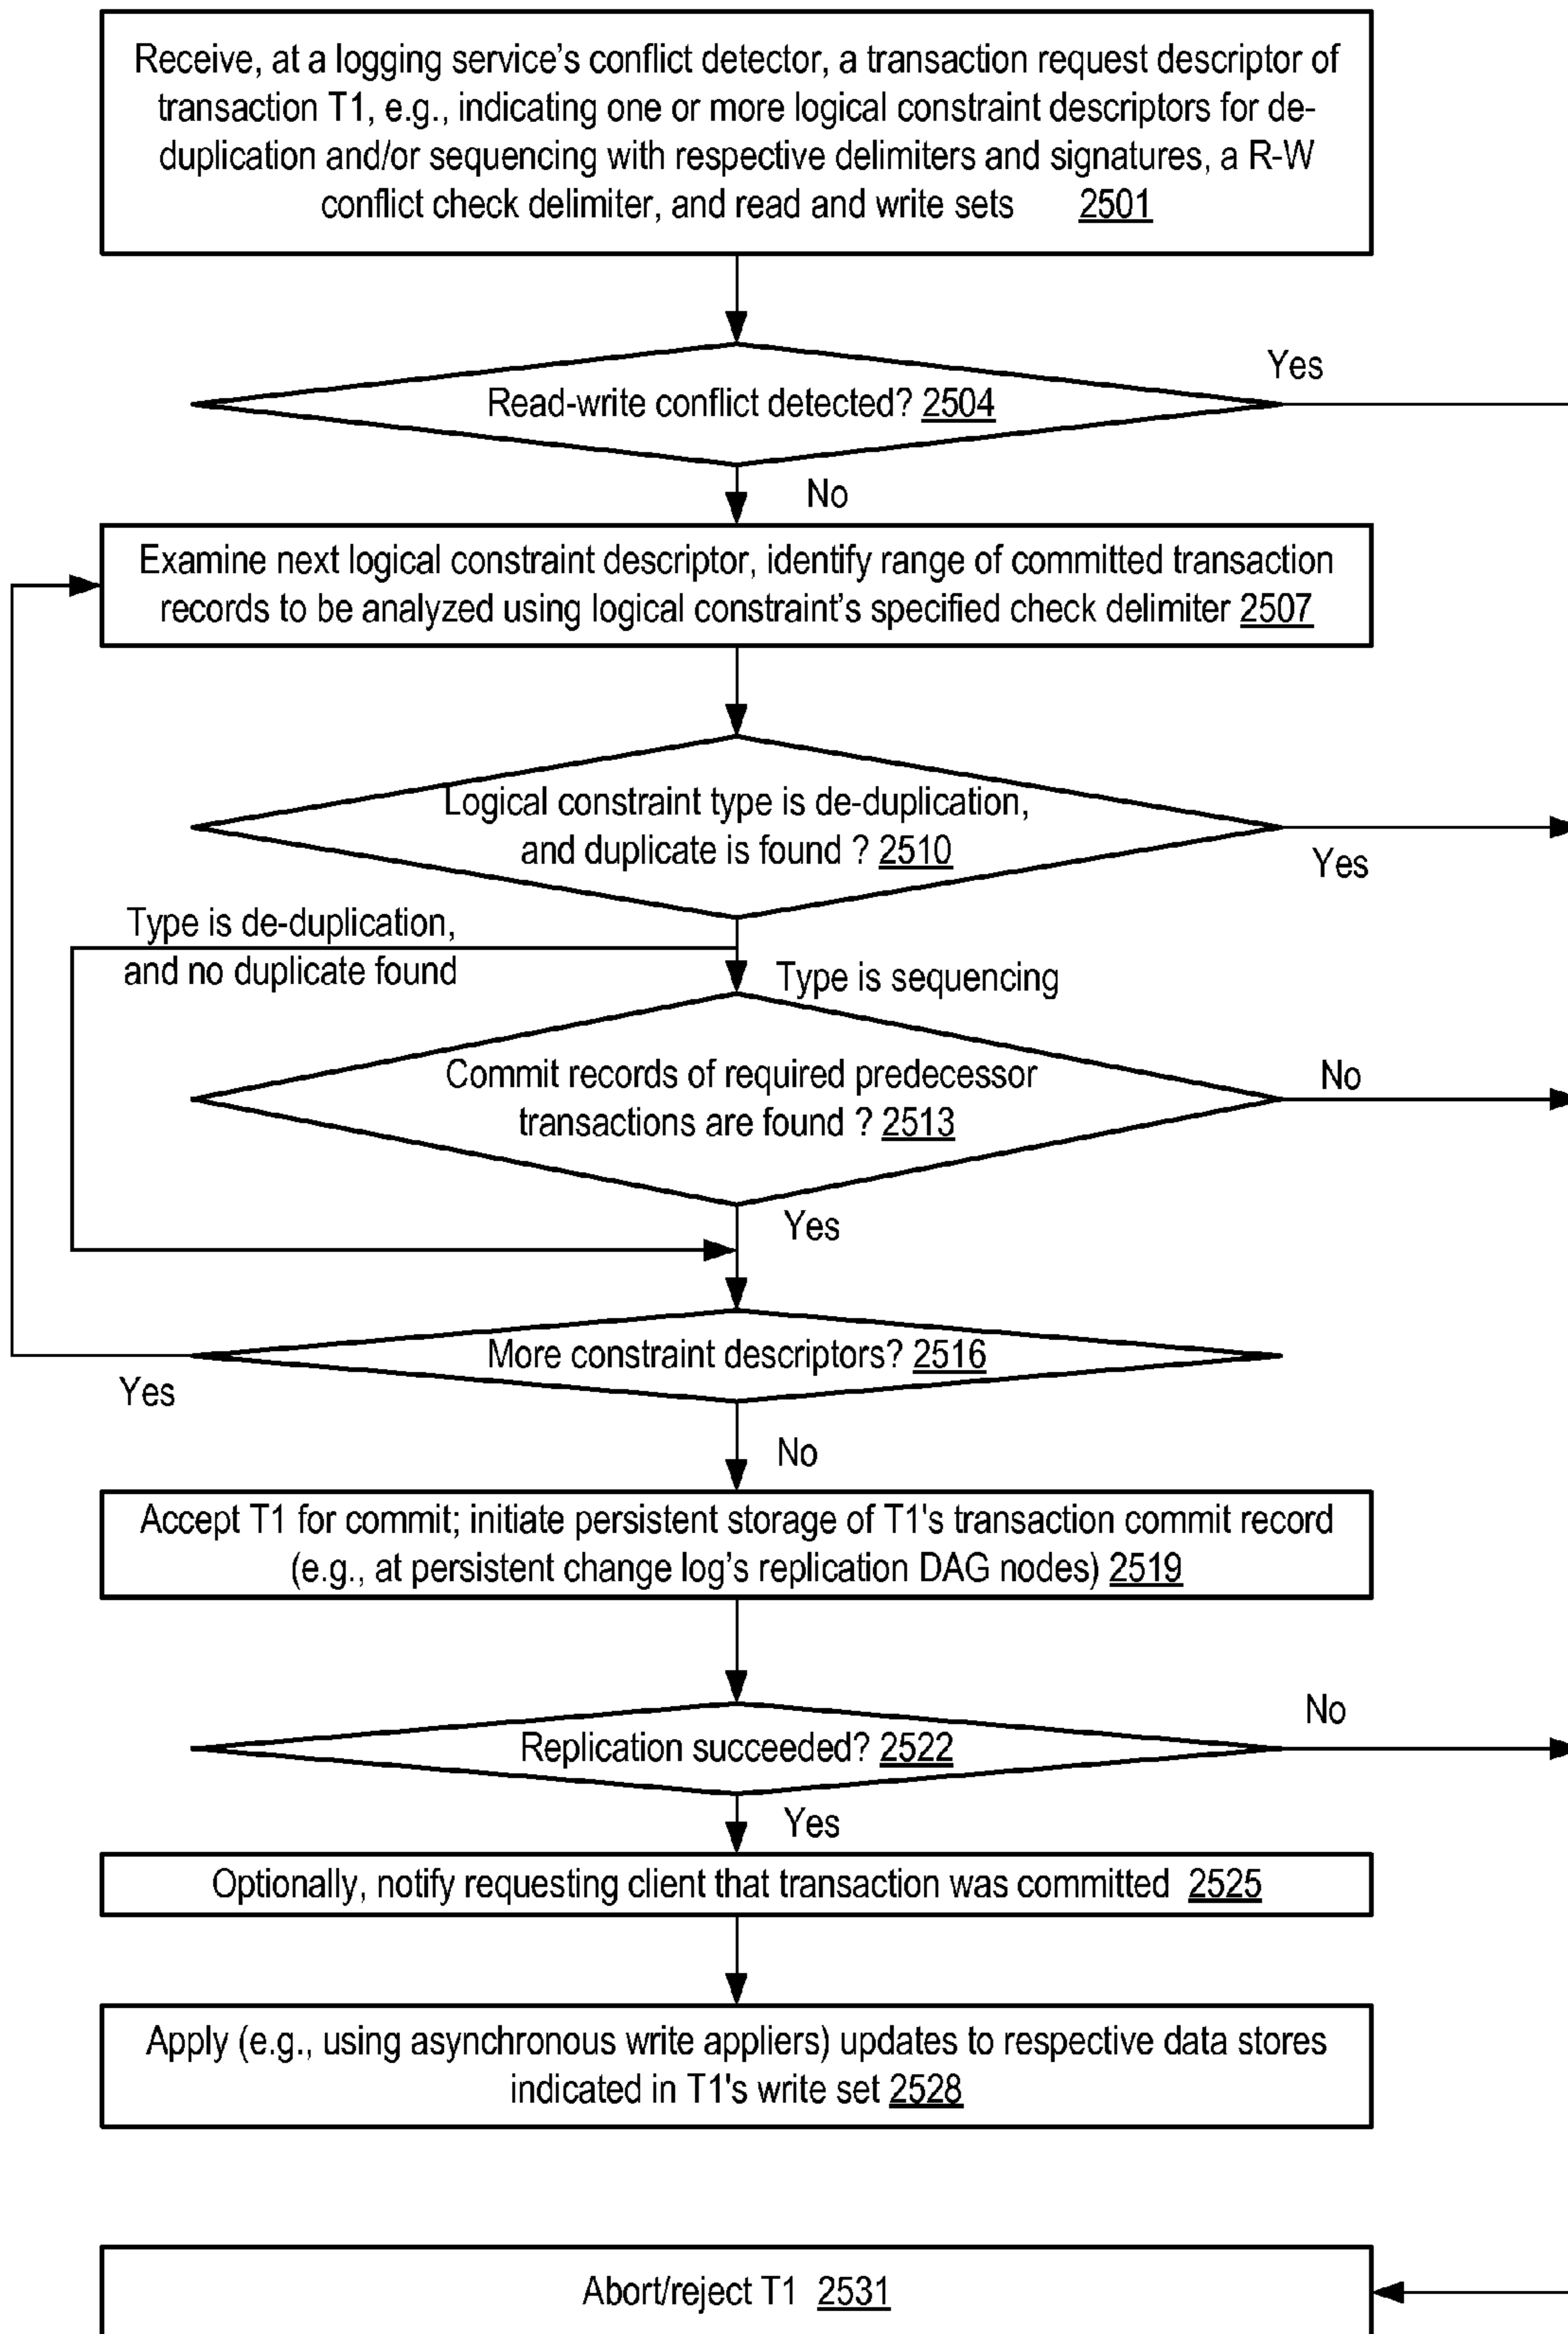 Receive, at a logging service’s conflict detector, a transaction request descriptor of
transaction T1, e.g., indicating one or more logical constraint descriptors for de-
duplication and/or sequencing with respective delimiters and signatures, a R-W
conflict check delimiter, and read and write sets 2501
Yes
Read-write conflict detected? 2504
No
Examine next logical constraint descriptor, identify range of committed transaction
records to be analyzed using logical constraint’s specified check delimiter 2507
Logical constraint type is de-duplication,
and duplicate is found ? 2510
Yes
Type is de-duplication,
and no duplicate found
Type is sequencing
Commit records of required predecessor
transactions are found ? 2513
No
Yes
More constraint descriptors? 2516
Yes
No
Accept T1 for commit; initiate persistent storage of T1's transaction commit record
(e.g., at persistent change log’s replication DAG nodes) 2519
No
Replication succeeded? 2522
Yes
Optionally, notify requesting client that transaction was committed 2525
Apply (e.g., using asynchronous write appliers) updates to respective data stores
indicated in T1's write set 2528
Abort/reject T1 2531